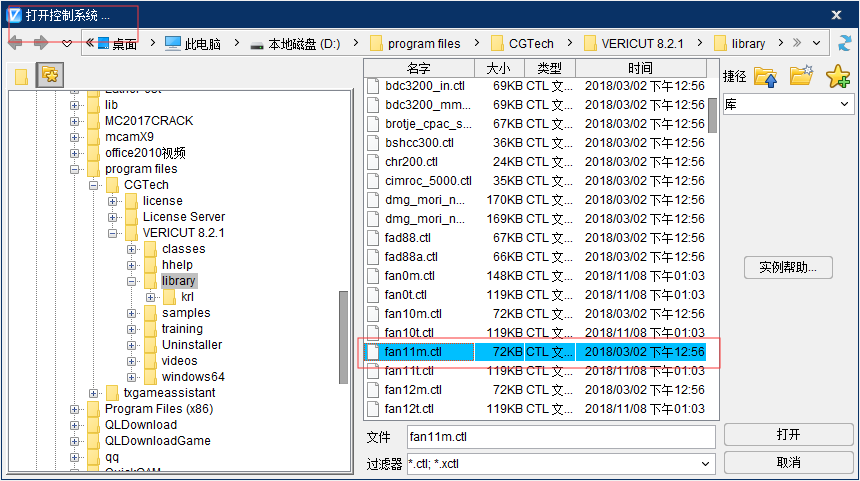 打开控制系统 ...
桌面 此电脑 本地磁盘 (D:) program files CGTech VERICUT 8.2.1 library
lib
MC2017CRACK
mcamX9
office2010视频
program files
CGTech
license
License Server
VERICUT 8.2.1
classes
hhelp
library
krl
samples
training
Uninstaller
videos
windows64
txgameassistant
Program Files (x86)
QLDownload
QLDownloadGame
qq
名字 大小 类型 时间
bdc3200_in.ctl 69KB CTL 文... 2018/03/02 下午12:56
bdc3200_mm... 69KB CTL 文... 2018/03/02 下午12:56
brotje_cpac_s... 67KB CTL 文... 2018/03/02 下午12:56
bshcc300.ctl 36KB CTL 文... 2018/03/02 下午12:56
chr200.ctl 24KB CTL 文... 2018/03/02 下午12:56
cimroc_5000.ctl 35KB CTL 文... 2018/03/02 下午12:56
dmg_mori_n... 170KB CTL 文... 2018/03/02 下午12:56
dmg_mori_n... 169KB CTL 文... 2018/03/02 下午12:56
fad88.ctl 67KB CTL 文... 2018/03/02 下午12:56
fad88a.ctl 66KB CTL 文... 2018/03/02 下午12:56
fan0m.ctl 148KB CTL 文... 2018/11/08 下午01:03
fan0t.ctl 119KB CTL 文... 2018/11/08 下午01:03
fan10m.ctl 72KB CTL 文... 2018/03/02 下午12:56
fan10t.ctl 119KB CTL 文... 2018/11/08 下午01:03
fan11m.ctl 72KB CTL 文... 2018/03/02 下午12:56
fan11t.ctl 119KB CTL 文... 2018/11/08 下午01:03
fan12m.ctl 72KB CTL 文... 2018/03/02 下午12:56
fan12t.ctl 119KB CTL 文... 2018/11/08 下午01:03
捷径
库
实例帮助...
文件 fan11m.ctl
打开
过滤器 *.ctl; *.xctl
取消